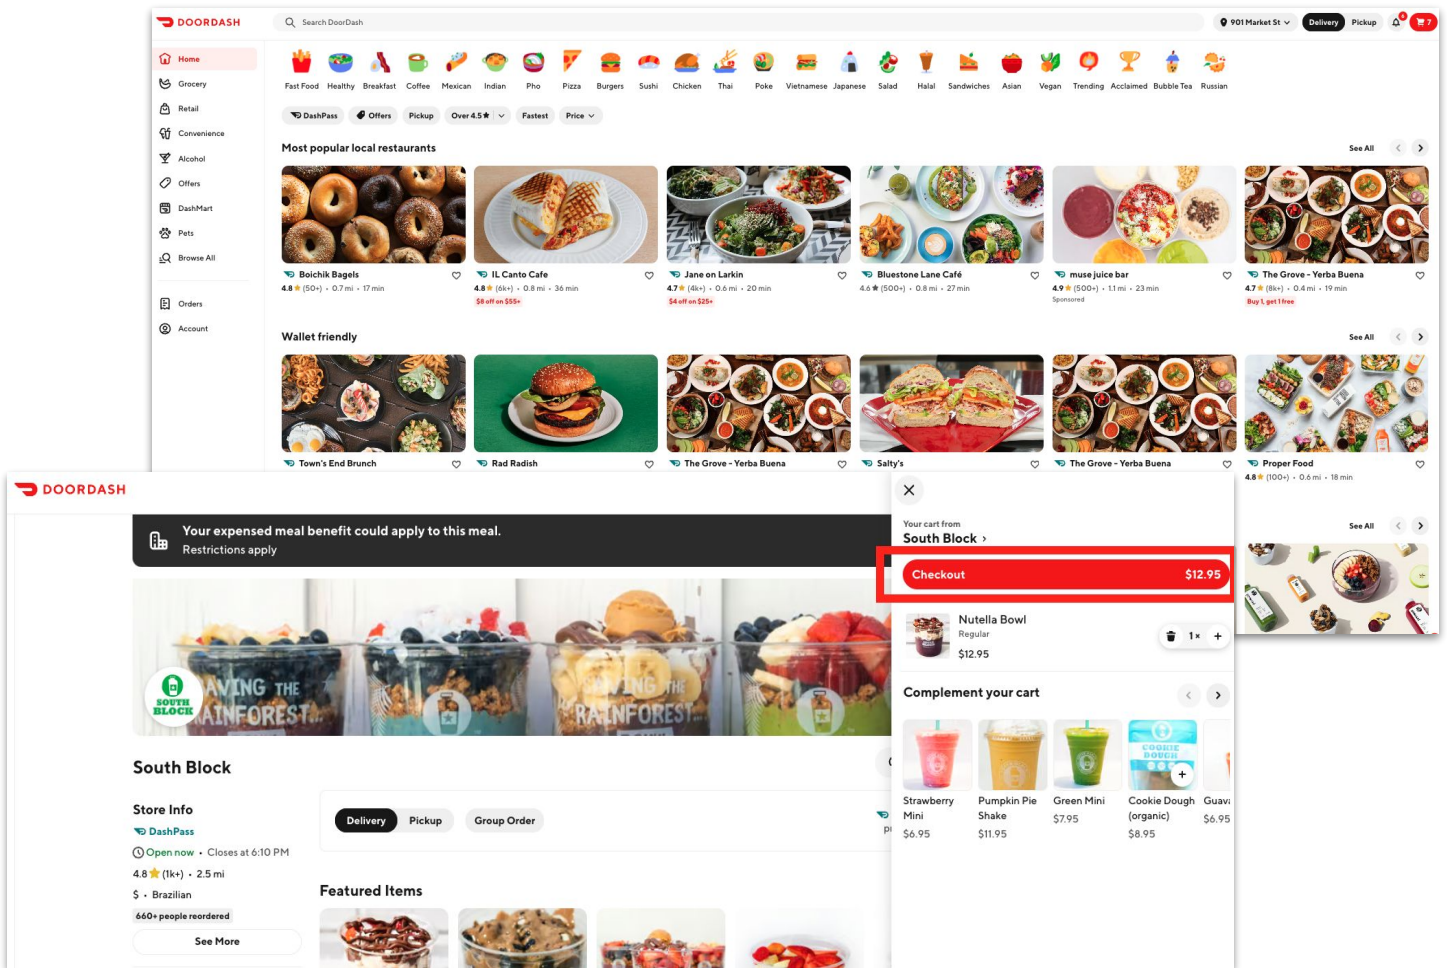 DOORDASH
Search DoorDash
901 Market St
Delivery
Pickup
7
Home
Grocery
Retail
Convenience
Alcohol
Offers
DashMart
Pets
Browse All
Orders
Account
Fast Food
Healthy
Breakfast
Coffee
Mexican
Indian
Pho
Pizza
Burgers
Sushi
Chicken
Thai
Poke
Vietnamese
Japanese
Salad
Halal
Sandwiches
Asian
Vegan
Trending
Acclaimed
Bubble Tea
Russian
DashPass
Offers
Pickup
Over 4.5★
Fastest
Price
Most popular local restaurants
See All
Boichik Bagels
4.8★ (50+) • 0.7 mi • 17 min
IL Canto Cafe
4.8★ (6k+) • 0.8 mi • 36 min
$8 off on $55+
Jane on Larkin
4.7★ (4k+) • 0.6 mi • 20 min
$4 off on $25+
Bluestone Lane Café
4.6★ (500+) • 0.8 mi • 27 min
muse juice bar
4.9★ (500+) • 1.1 mi • 23 min
Sponsored
The Grove - Yerba Buena
4.7★ (8k+) • 0.4 mi • 19 min
Buy 1, get 1 free
Wallet friendly
See All
Town's End Brunch
Rad Radish
The Grove - Yerba Buena
Salty's
The Grove - Yerba Buena
Proper Food
4.8★ (100+) • 0.6 mi • 18 min
See All
DOORDASH
Your expensed meal benefit could apply to this meal.
Restrictions apply
SOUTH
BLOCK
SAVING THE
RAINFOREST...
SAVING THE
RAINFOREST...
South Block
Store Info
DashPass
Open now • Closes at 6:10 PM
4.8★ (1k+) • 2.5 mi
$ • Brazilian
660+ people reordered
See More
Delivery
Pickup
Group Order
Featured Items
Your cart from
South Block
Checkout
$12.95
Nutella Bowl
Regular
$12.95
1×
Complement your cart
COOKIE
DOUGH
Strawberry
Mini
$6.95
Pumpkin Pie
Shake
$11.95
Green Mini
$7.95
Cookie Dough
(organic)
$8.95
Guava
$6.95